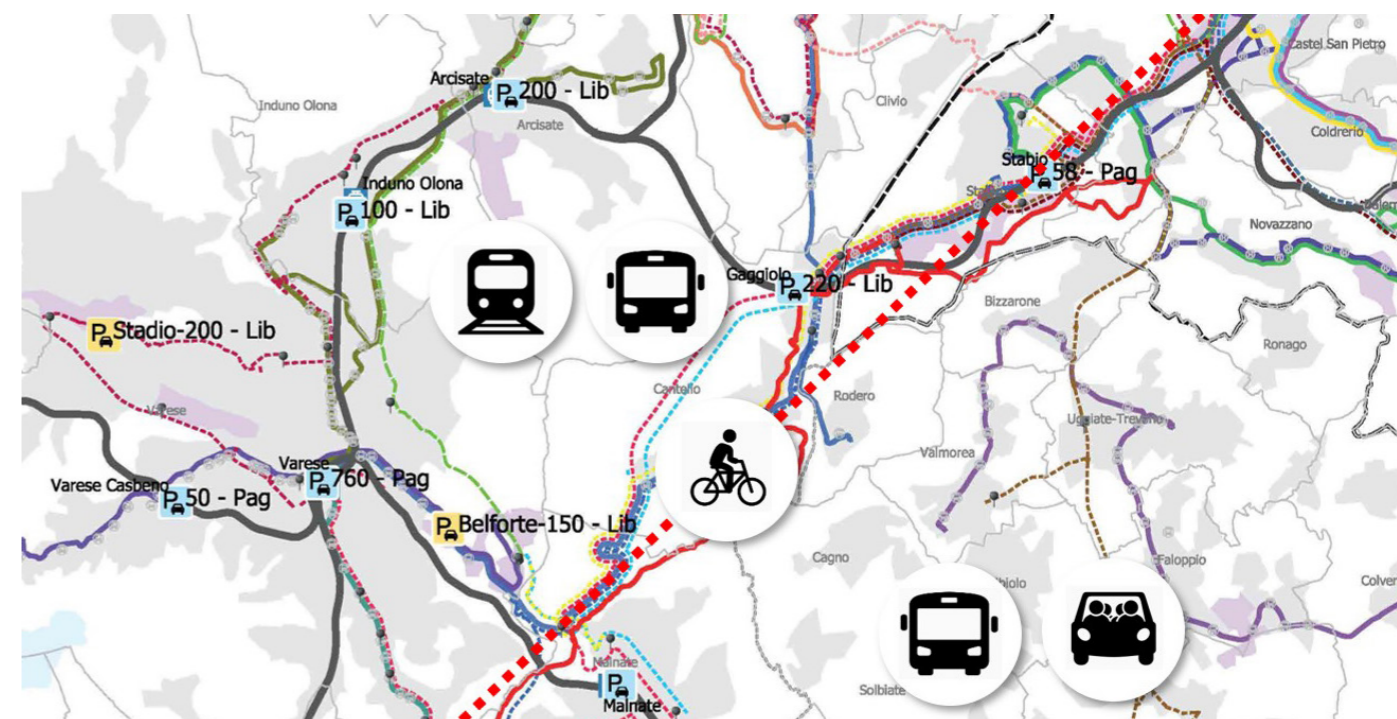 Castel San Pietro
Arcisate
P 200 - Lib
Induno Olona
Arcisate
Clivio
Coldrerio
Stabio
P 58 - Pag
Induno Olona
P 100 - Lib
Novazzano
Gaggiolo
P 220 - Lib
Bizzarone
P Stadio-200 - Lib
Ronago
Cantello
Rodero
Varese
Uggiate-Trevano
Valmorea
Varese
P 760 - Pag
Varese Casbeno
P 50 - Pag
P Belforte-150 - Lib
Cagno
Faloppio
Colver
Malnate
P
Malnate
Solbiate